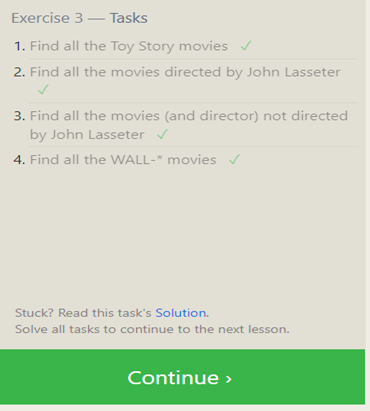 Exercise 3 — Tasks
1. Find all the Toy Story movies ✓
2. Find all the movies directed by John Lasseter
✓
3. Find all the movies (and director) not directed
by John Lasseter ✓
4. Find all the WALL-* movies ✓
Stuck? Read this task's Solution.
Solve all tasks to continue to the next lesson.
Continue ›